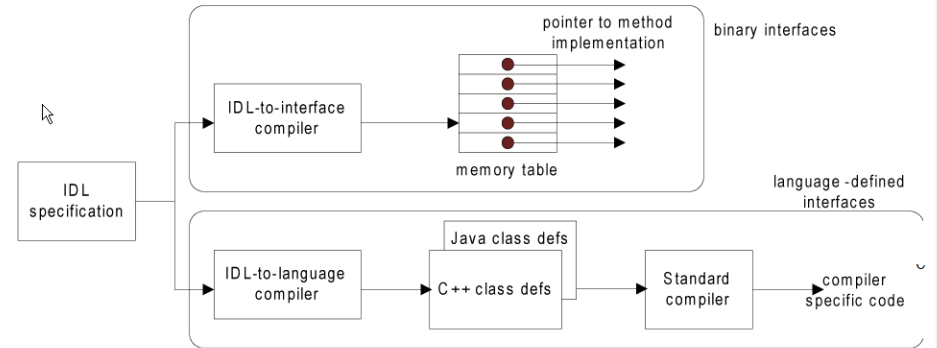 pointer to method
implementation
binary interfaces
IDL-to-interface
compiler
memory table
IDL
specification
language -defined
interfaces
Java class defs
IDL-to-language
compiler
C++ class defs
Standard
compiler
compiler
specific code